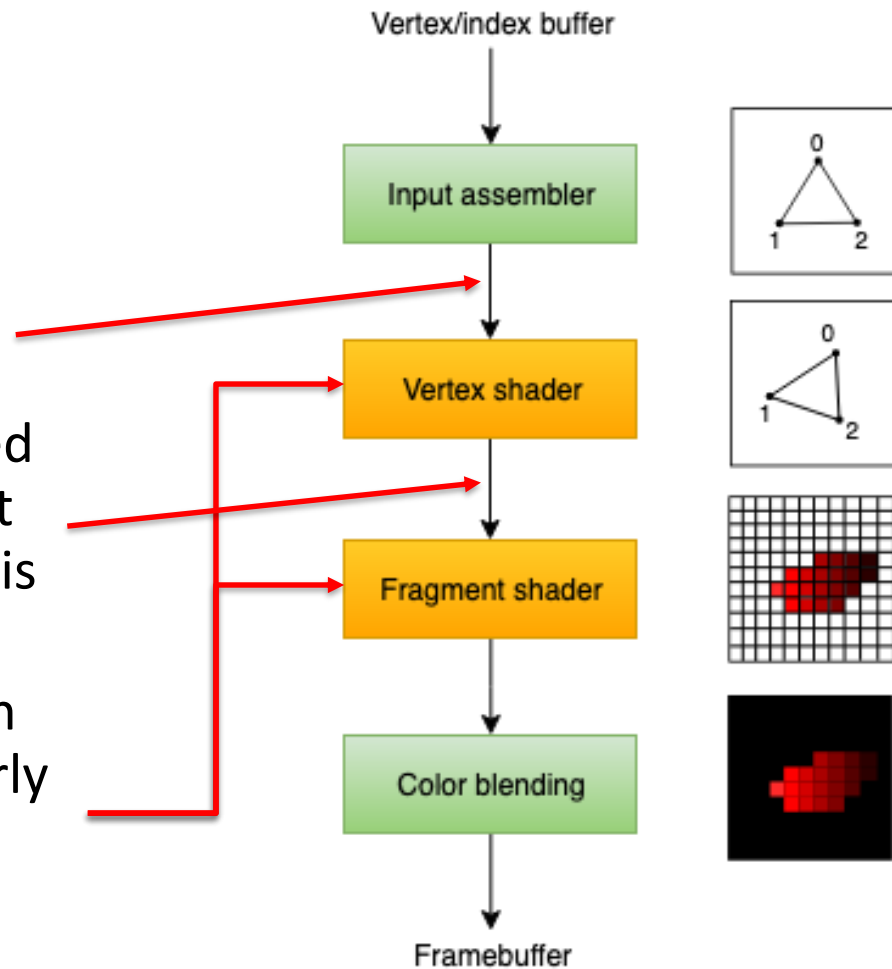 Vertex/index buffer
Input assembler
0
1 2
Vertex shader
0
1
2
ed
t
is
Fragment shader
n
rly
Color blending
Framebuffer